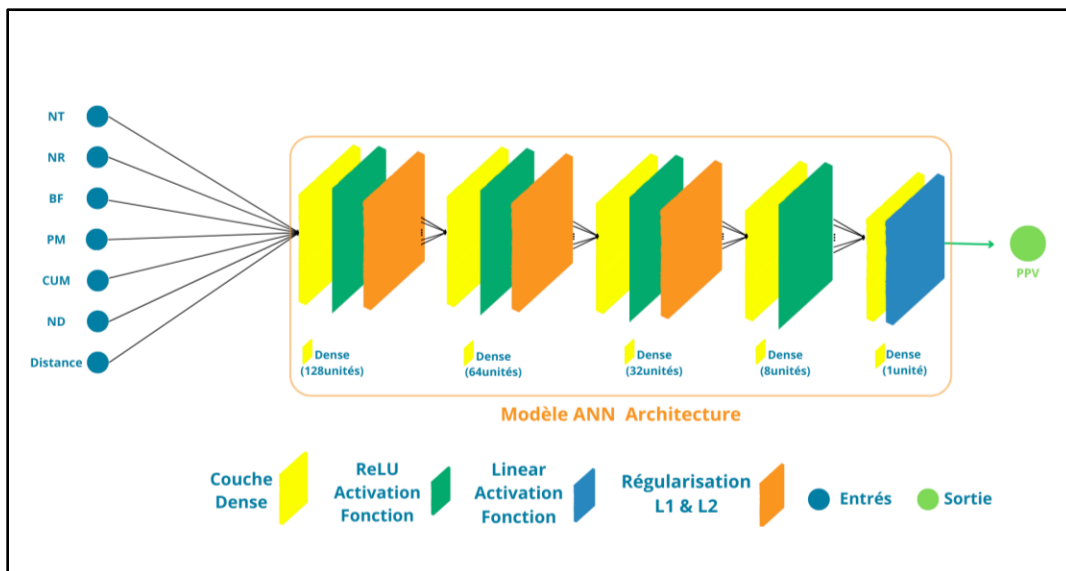 NT
NR
BF
PM
CUM
ND
Distance
PPV
Dense
(128unités)
Dense
(64unités)
Dense
(32unités)
Dense
(8unités)
Dense
(1unité)
Modèle ANN Architecture
Couche
Dense
ReLU
Activation
Fonction
Linear
Activation
Fonction
Régularisation
L1 & L2
Entrés
Sortie